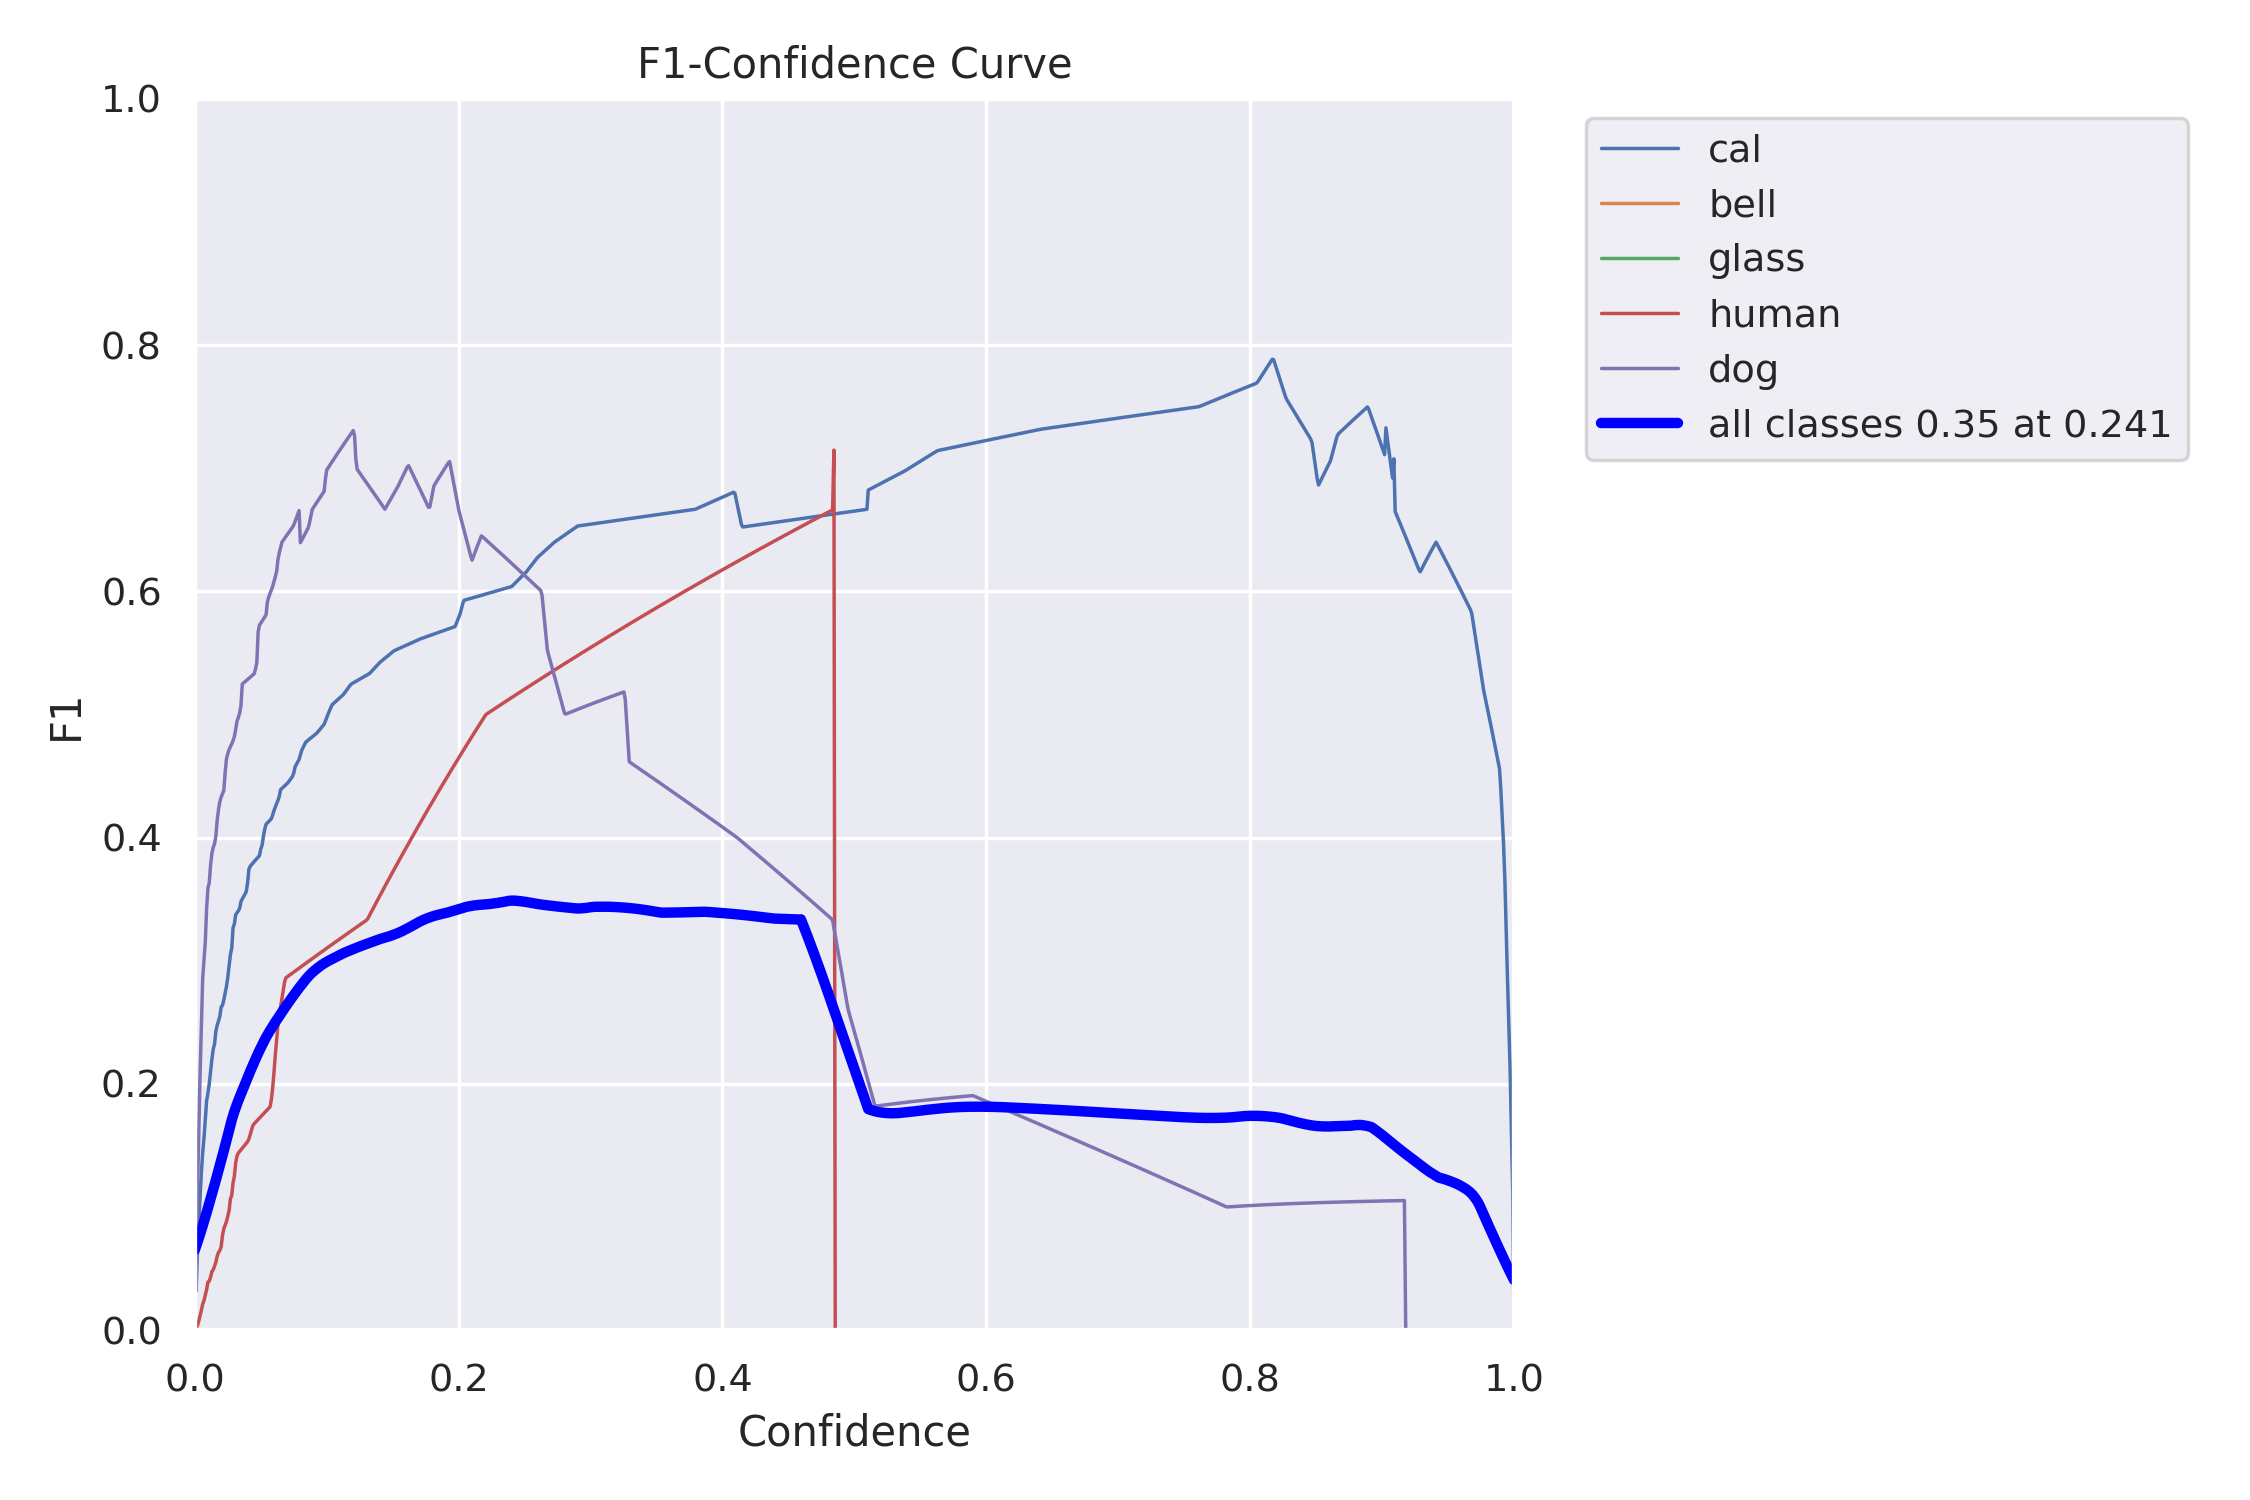 F1-Confidence Curve
1.0
0.8
0.6
0.4
0.2
0.0
F1
0.0 0.2 0.4 0.6 0.8 1.0
Confidence
cal
bell
glass
human
dog
all classes 0.35 at 0.241